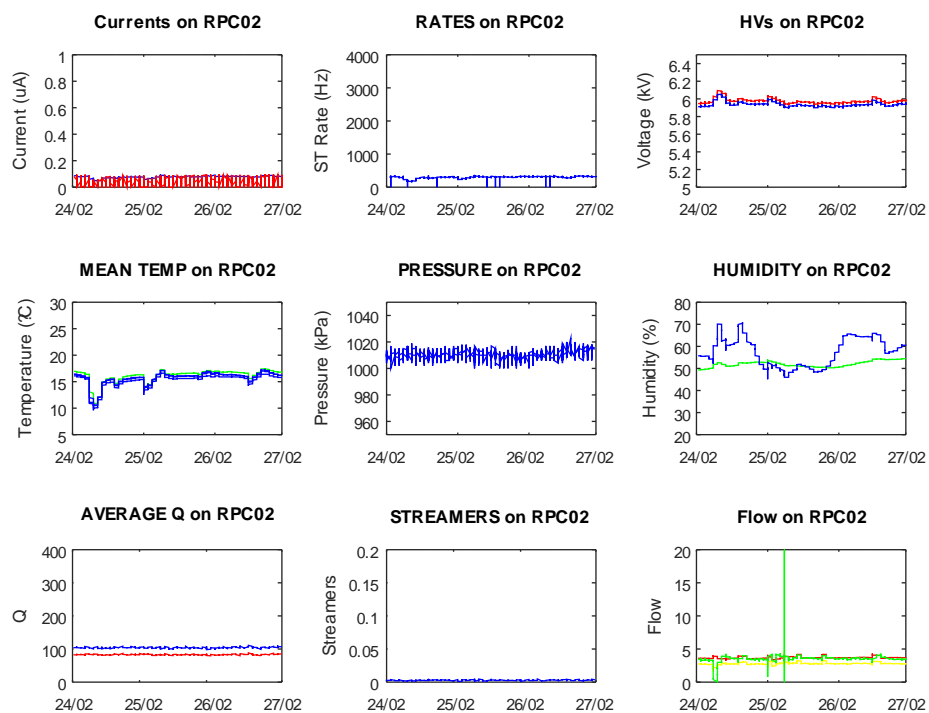 Currents on RPC02
RATES on RPC02
HVs on RPC02
Current (uA)
1
0.8
0.6
0.4
0.2
0
24/02 25/02 26/02 27/02
ST Rate (Hz)
4000
3000
2000
1000
0
24/02 25/02 26/02 27/02
Voltage (kV)
6.4
6.2
6
5.8
5.6
5.4
5.2
5
24/02 25/02 26/02 27/02
MEAN TEMP on RPC02
PRESSURE on RPC02
HUMIDITY on RPC02
Temperature (?C)
30
25
20
15
10
5
24/02 25/02 26/02 27/02
Pressure (kPa)
1040
1020
1000
980
960
24/02 25/02 26/02 27/02
Humidity (%)
80
70
60
50
40
30
20
24/02 25/02 26/02 27/02
AVERAGE Q on RPC02
STREAMERS on RPC02
Flow on RPC02
Q
400
300
200
100
0
24/02 25/02 26/02 27/02
Streamers
0.2
0.15
0.1
0.05
0
24/02 25/02 26/02 27/02
Flow
20
15
10
5
0
24/02 25/02 26/02 27/02